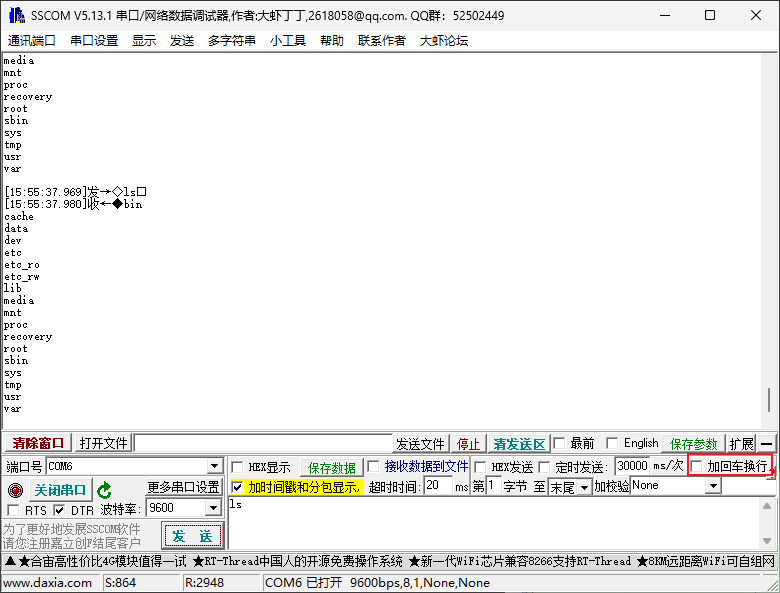 SSCOM V5.13.1 串口/网络数据调试器,作者:大虾丁丁,2618058@qq.com. QQ群: 52502449
通讯端口 串口设置 显示 发送 多字符串 小工具 帮助 联系作者 大虾论坛
media
mnt
proc
recovery
root
sbin
sys
tmp
usr
var
[15:55:37.969]发→◇ls□
[15:55:37.980]收←◆bin
cache
data
dev
etc
etc_ro
etc_rw
lib
media
mnt
proc
recovery
root
sbin
sys
tmp
usr
var
清除窗口 打开文件 发送文件 停止 清发送区 最前 English 保存参数 扩展 —
端口号 COM6 HEX显示 保存数据 接收数据到文件 HEX发送 定时发送: 30000 ms/次 加回车换行
关闭串口 更多串口设置 加时间戳和分包显示, 超时时间: 20 ms 第 1 字节 至 末尾 加校验 None
RTS DTR 波特率: 9600
ls
为了更好地发展SSCOM软件
请您注册嘉立创F结尾客户
发 送
▲★合宙高性价比4G模块值得一试 ★RT-Thread中国人的开源免费操作系统 ★新一代WiFi芯片兼容8266支持RT-Thread ★8KM远距离WiFi可自组网
www.daxia.com S:864 R:2948 COM6 已打开 9600bps,8,1,None,None